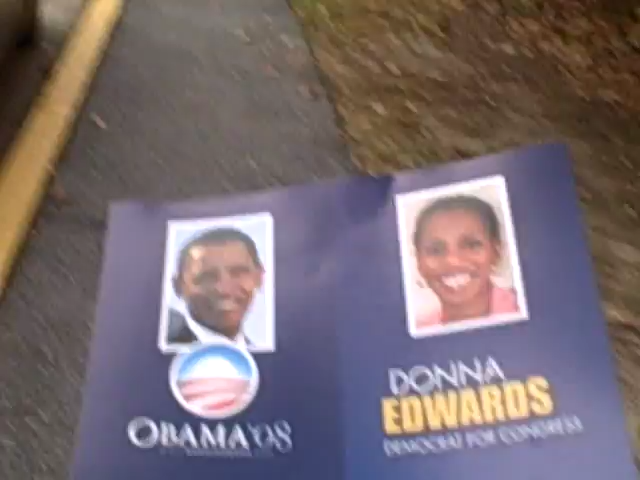 OBAMA'08
DONNA
EDWARDS
DEMOCRAT FOR CONGRESS